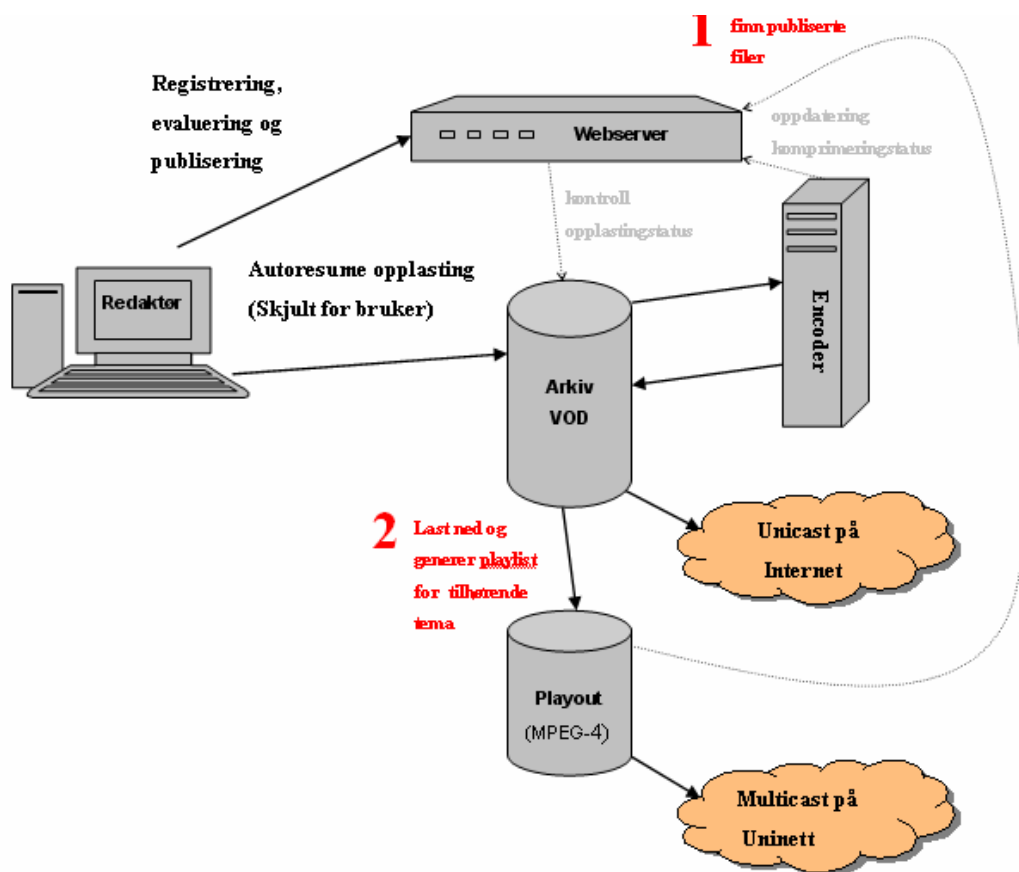 1 finn publiserte
filer
Registrering,
evaluering og
publisering
Webserver
oppdatering
komprimeringstatus
kontroll
opplastingstatus
Autoresume opplasting
(Skjult for bruker)
Redaktør
Encoder
Arkiv
VOD
2 Last ned og
generer playlist
for tilhørende
tema
Unicast på
Internet
Playout
(MPEG-4)
Multicast på
Uninett